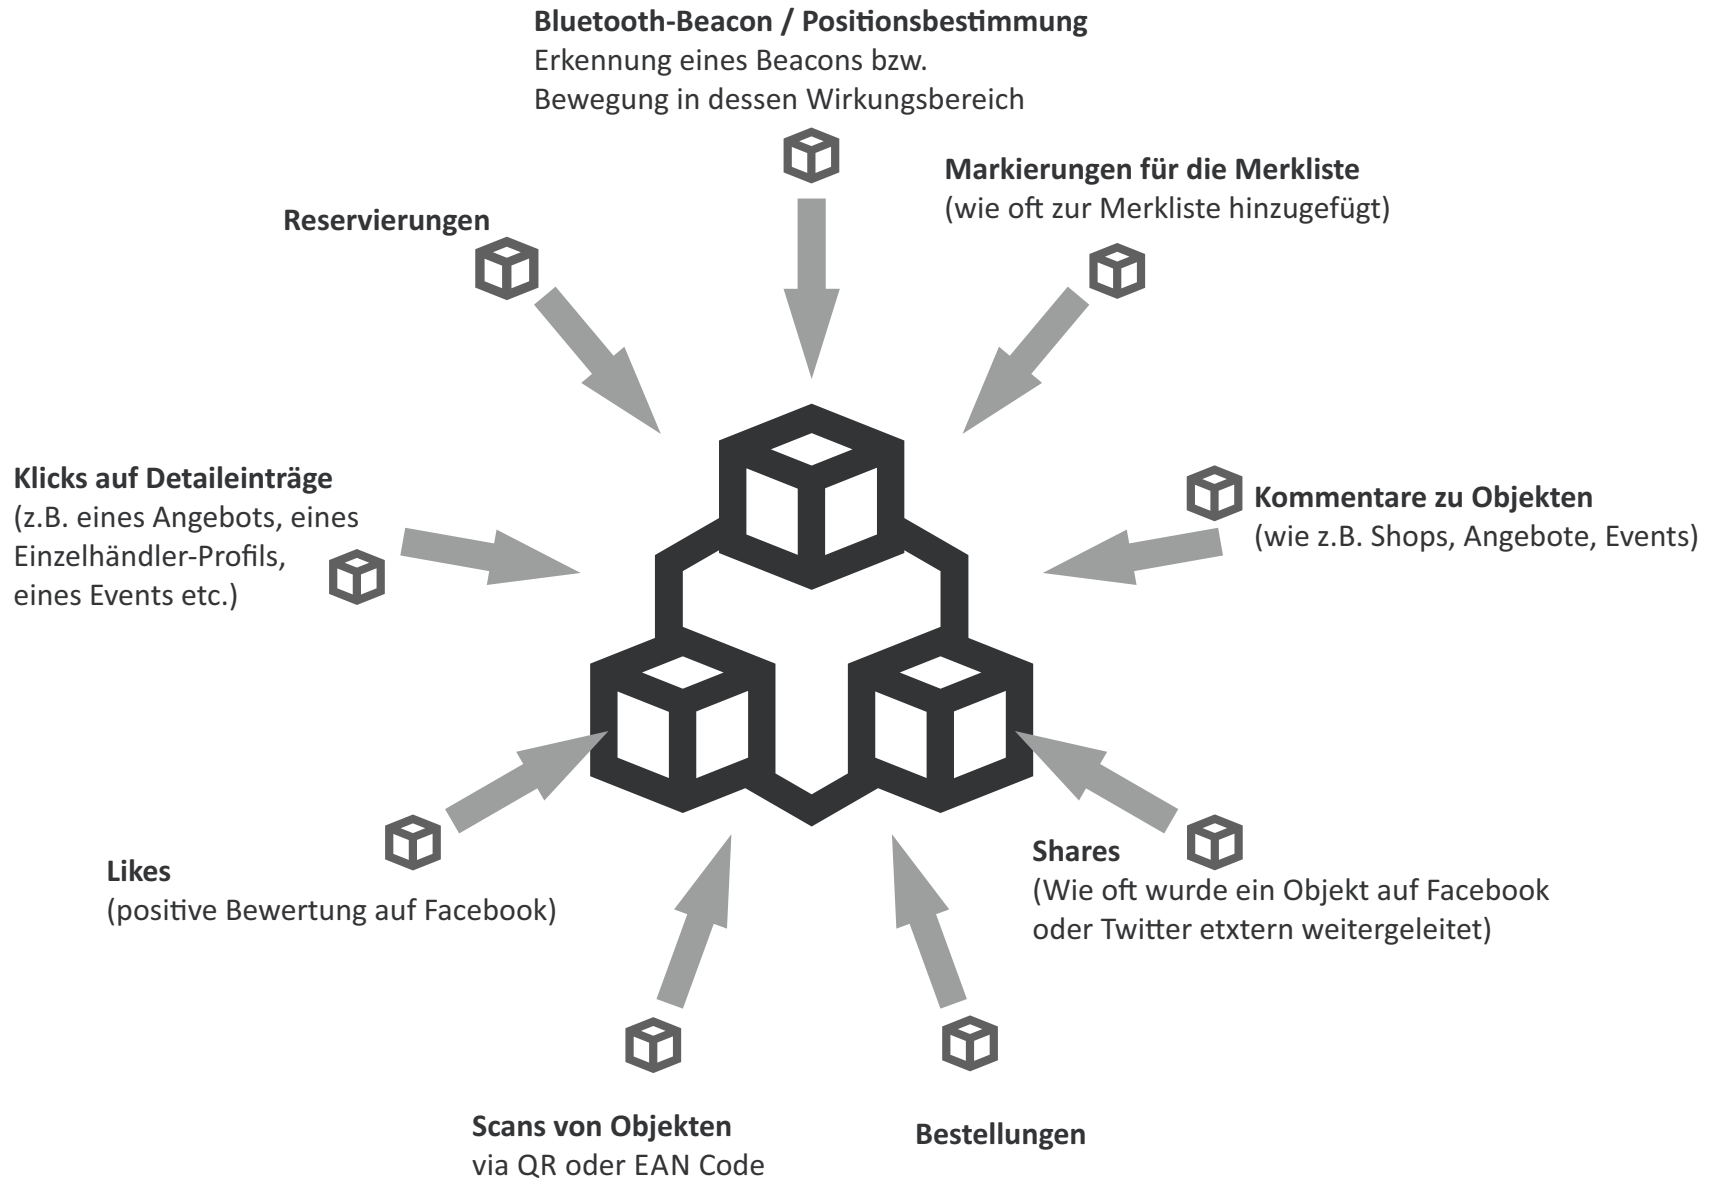 Bluetooth-Beacon / Positionsbestimmung
Erkennung eines Beacons bzw.
Bewegung in dessen Wirkungsbereich
Markierungen für die Merkliste
(wie oft zur Merkliste hinzugefügt)
Reservierungen
Klicks auf Detaileinträge
(z.B. eines Angebots, eines
Einzelhändler-Profils,
eines Events etc.)
Kommentare zu Objekten
(wie z.B. Shops, Angebote, Events)
Likes
(positive Bewertung auf Facebook)
Shares
(Wie oft wurde ein Objekt auf Facebook
oder Twitter etxtern weitergeleitet)
Scans von Objekten
via QR oder EAN Code
Bestellungen